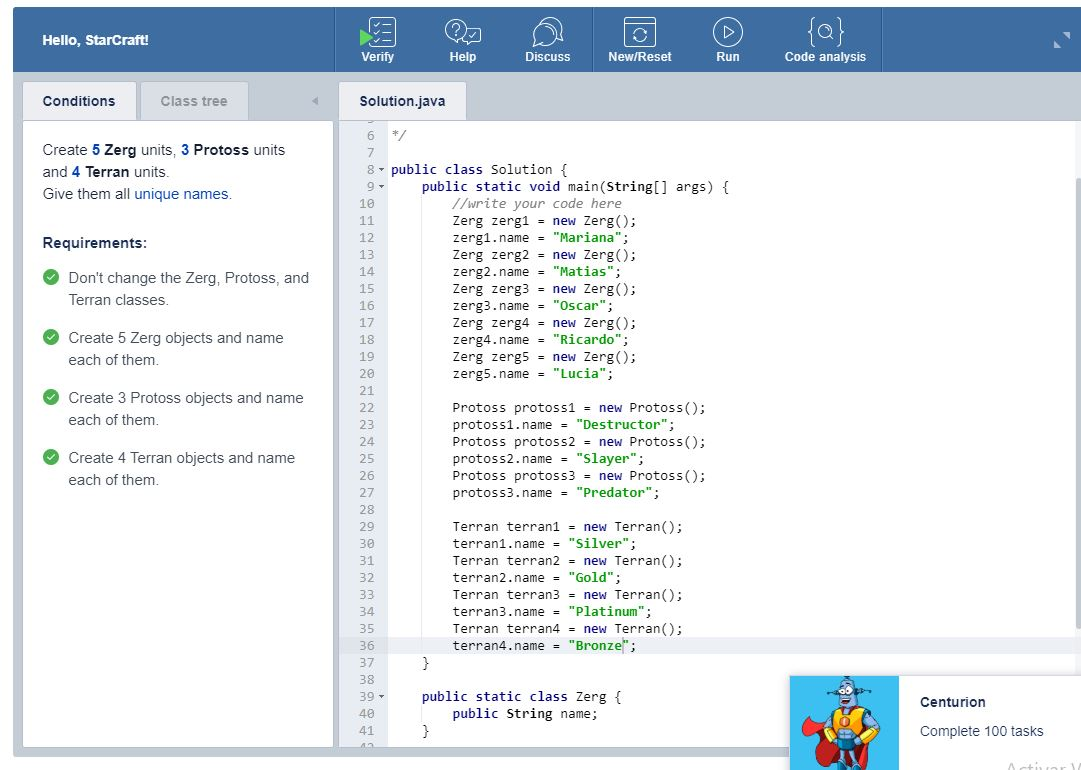 Hello, StarCraft!
Verify
Help
Discuss
New/Reset
Run
Code analysis
Conditions
Class tree
Solution.java
Create 5 Zerg units, 3 Protoss units
and 4 Terran units.
Give them all unique names.
Requirements:
Don't change the Zerg, Protoss, and
Terran classes.
Create 5 Zerg objects and name
each of them.
Create 3 Protoss objects and name
each of them.
Create 4 Terran objects and name
each of them.
6 */
7
8 public class Solution {
9 public static void main(String[] args) {
10 //write your code here
11 Zerg zerg1 = new Zerg();
12 zerg1.name = "Mariana";
13 Zerg zerg2 = new Zerg();
14 zerg2.name = "Matias";
15 Zerg zerg3 = new Zerg();
16 zerg3.name = "Oscar";
17 Zerg zerg4 = new Zerg();
18 zerg4.name = "Ricardo";
19 Zerg zerg5 = new Zerg();
20 zerg5.name = "Lucia";
21
22 Protoss protoss1 = new Protoss();
23 protoss1.name = "Destructor";
24 Protoss protoss2 = new Protoss();
25 protoss2.name = "Slayer";
26 Protoss protoss3 = new Protoss();
27 protoss3.name = "Predator";
28
29 Terran terran1 = new Terran();
30 terran1.name = "Silver";
31 Terran terran2 = new Terran();
32 terran2.name = "Gold";
33 Terran terran3 = new Terran();
34 terran3.name = "Platinum";
35 Terran terran4 = new Terran();
36 terran4.name = "Bronze";
37 }
38
39 public static class Zerg {
40 public String name;
41 }
Centurion
Complete 100 tasks